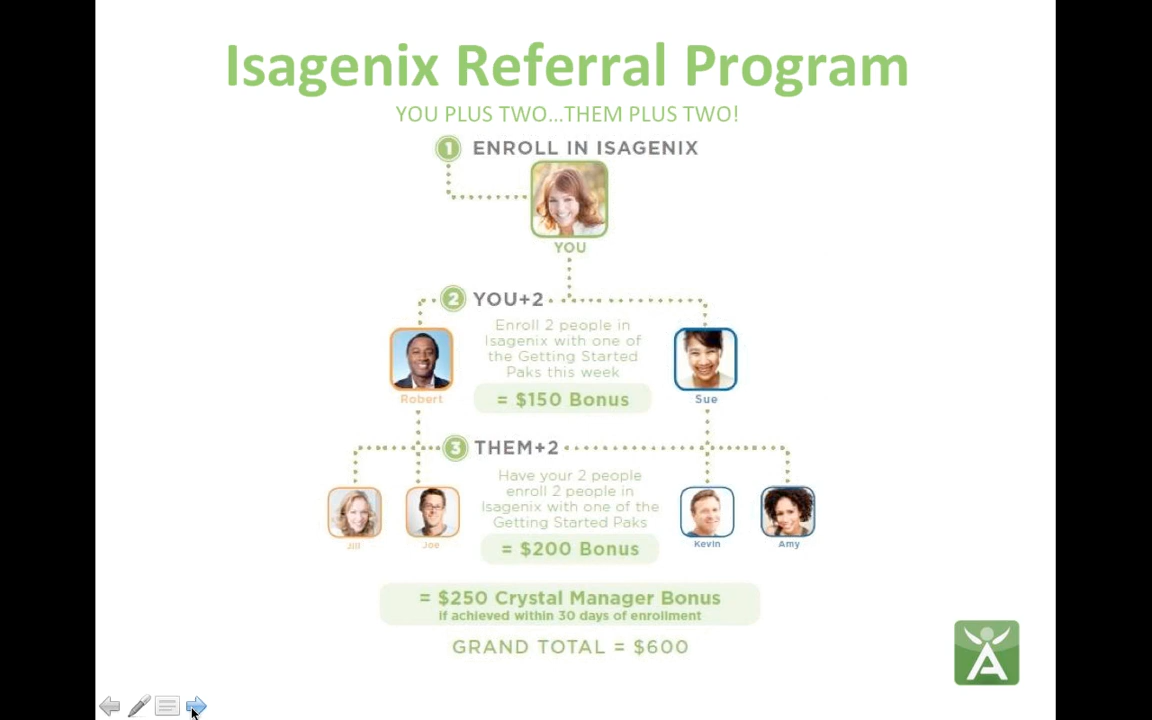 Isagenix Referral Program
YOU PLUS TWO...THEM PLUS TWO!
1 ENROLL IN ISAGENIX
YOU
2 YOU+2
Enroll 2 people in
Isagenix with one of
the Getting Started
Paks this week
= $150 Bonus
Robert
Sue
3 THEM+2
Have your 2 people
enroll 2 people in
Isagenix with one of the
Getting Started Paks
= $200 Bonus
Jill
Joe
Kevin
Amy
= $250 Crystal Manager Bonus
if achieved within 30 days of enrollment
GRAND TOTAL = $600